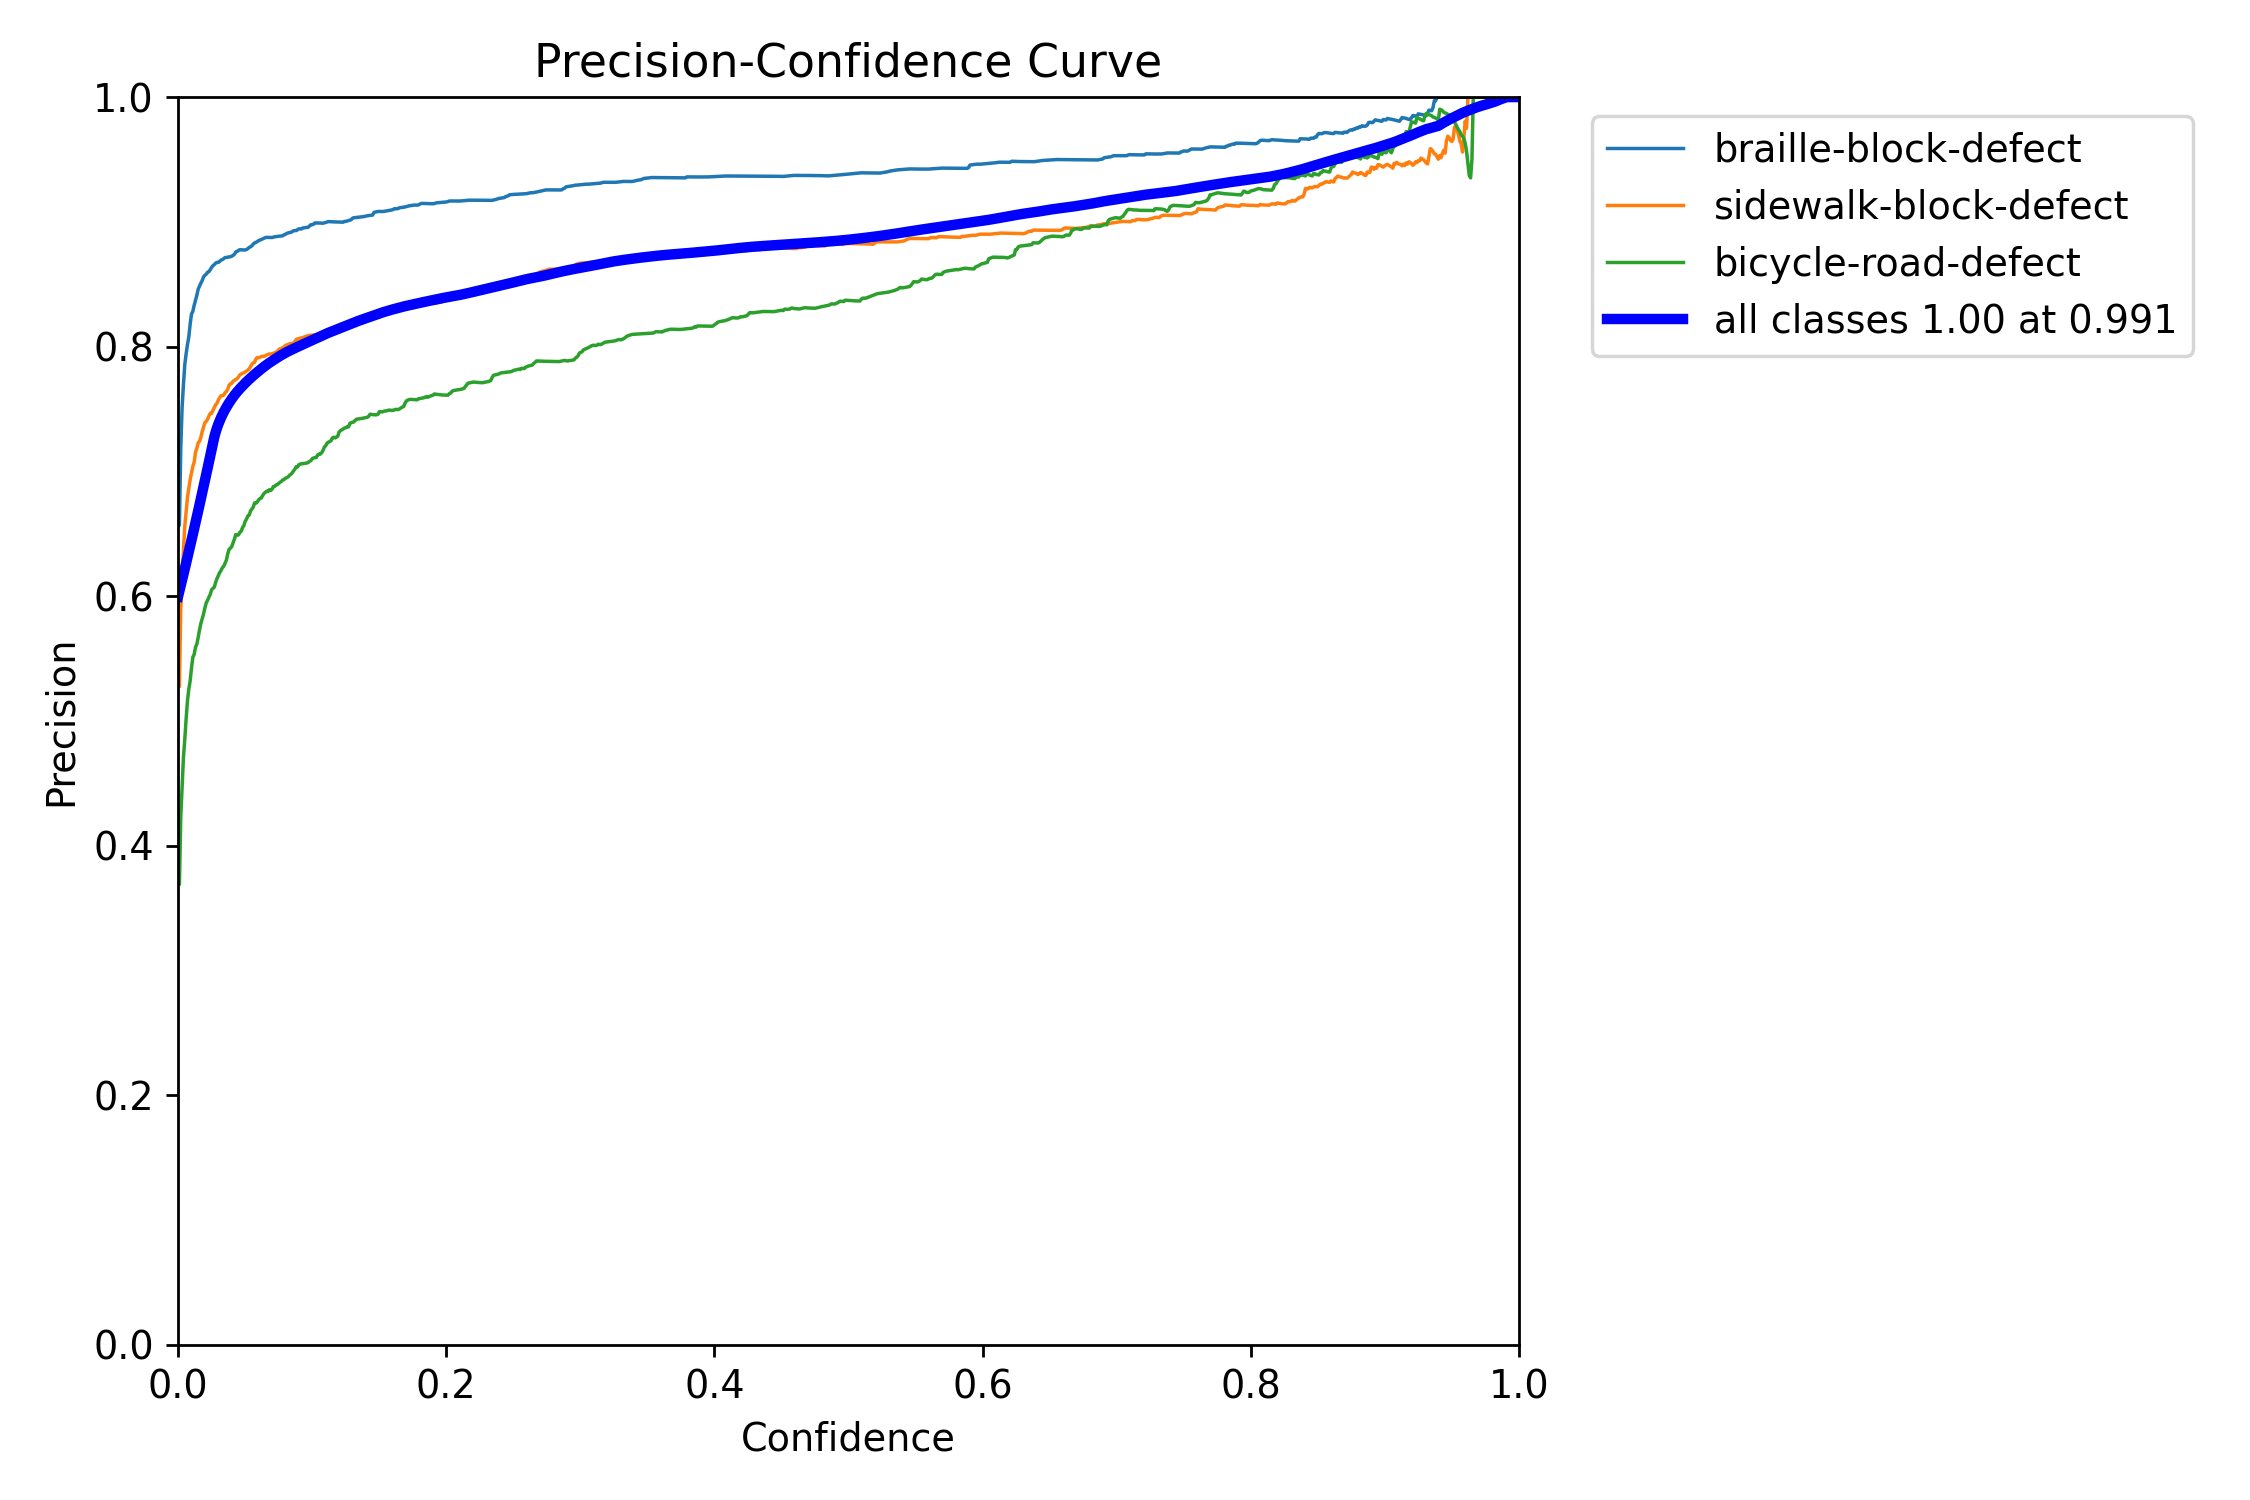 Precision-Confidence Curve
1.0
0.8
0.6
0.4
0.2
0.0
Precision
0.0 0.2 0.4 0.6 0.8 1.0
Confidence
braille-block-defect
sidewalk-block-defect
bicycle-road-defect
all classes 1.00 at 0.991